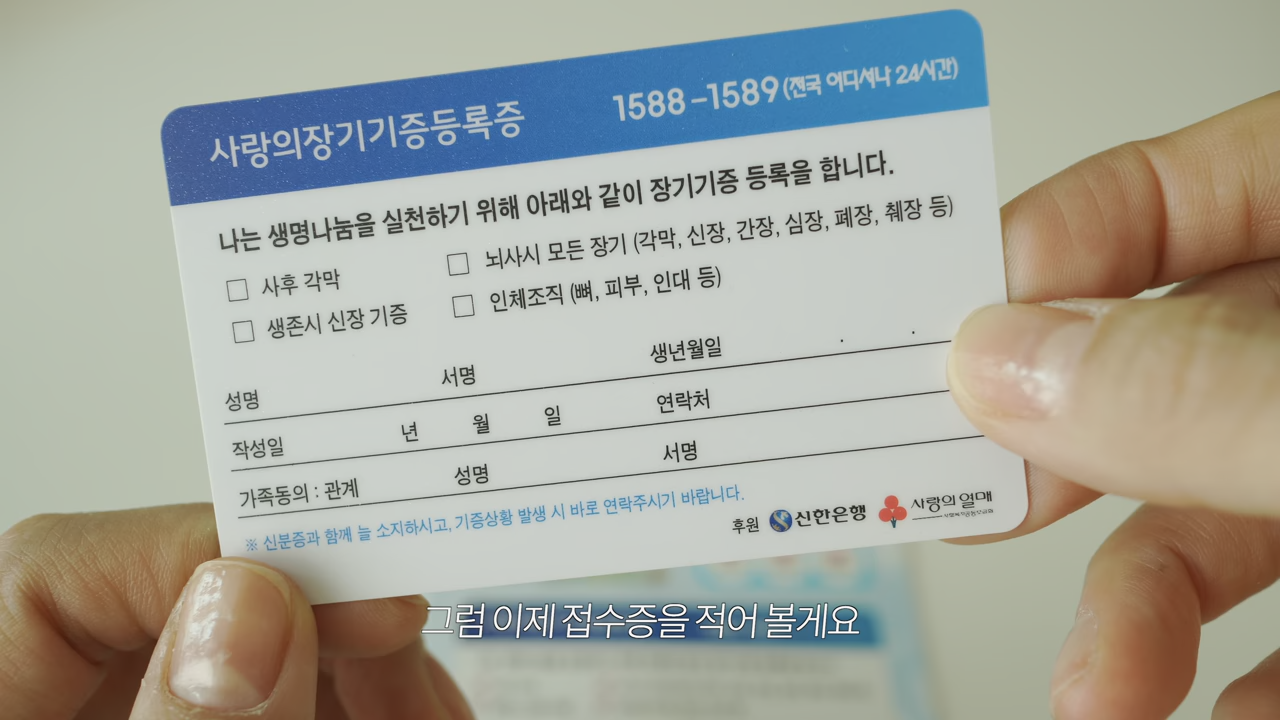 사랑의장기기증등록증 1588-1589(전국 어디서나 24시간)
나는 생명나눔을 실천하기 위해 아래와 같이 장기기증 등록을 합니다.
□ 사후 각막 □ 뇌사시 모든 장기 (각막, 신장, 간장, 심장, 폐장, 췌장 등)
□ 생존시 신장 기증 □ 인체조직 (뼈, 피부, 인대 등)
성명 서명 생년월일 . .
작성일 년 월 일 연락처
가족동의 : 관계 성명 서명
※ 신분증과 함께 늘 소지하시고, 기증상황 발생 시 바로 연락주시기 바랍니다.
후원 신한은행 사랑의열매
사회복지공동모금회
그럼 이제 접수증을 적어 볼게요